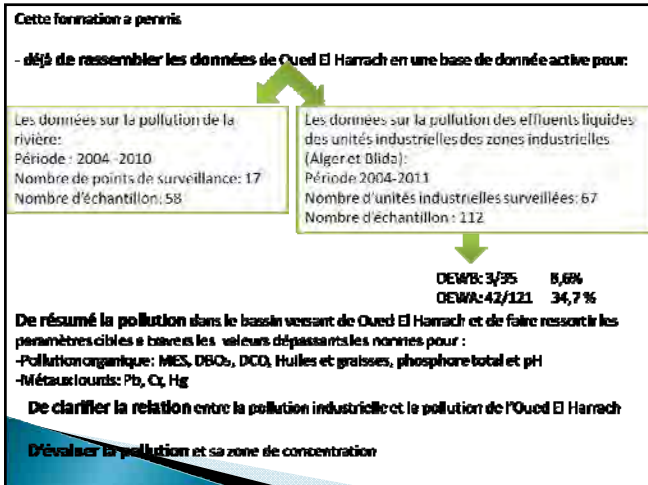 Cette formation a permis
- déjà de rassembler les données de Oued El Harrach en une base de donnée active pour:
Les données sur la pollution de la
rivière:
Période : 2004 -2010
Nombre de points de surveillance: 17
Nombre d'échantillon: 58
Les données sur la pollution des effluents liquides
des unités industrielles des zones industrielles
(Alger et Blida):
Période 2004-2011
Nombre d'unités industrielles surveillées: 67
Nombre d'échantillon : 112
DEWB: 3/35 8,6%
DEWA: 42/121 34,7 %
De résumé la pollution dans le bassin versant de Oued El Harrach et de faire ressortir les
paramètres cibles a travers les valeurs dépassants les normes pour :
-Pollution organique: MES, DBO₅, DCO, Huiles et graisses, phosphore total et pH
-Métaux lourds: Pb, Cr, Hg
De clarifier la relation entre la pollution industrielle et la pollution de l'Oued El Harrach
D'évaluer la pollution et sa zone de concentration